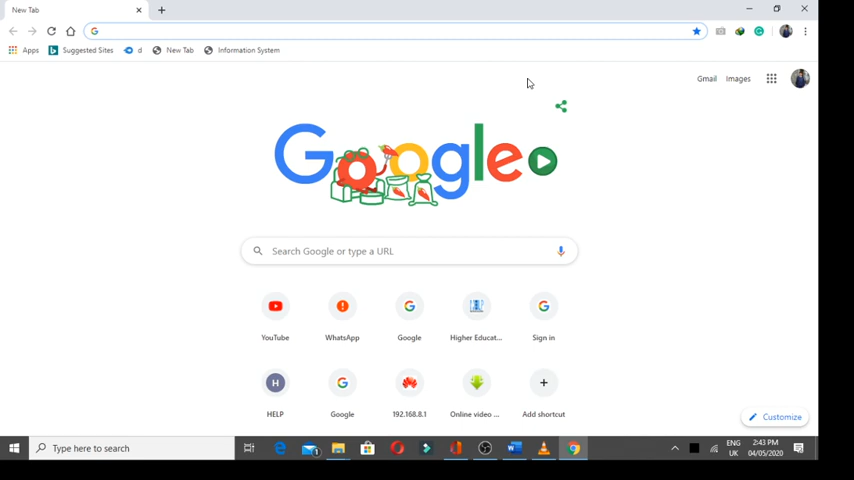 New Tab
Apps Suggested Sites d New Tab Information System
Gmail Images
Google
Search Google or type a URL
YouTube WhatsApp Google Higher Educat... Sign in
H
HELP Google 192.168.8.1 Online video ... Add shortcut
Customize
Type here to search
1
ENG 2:43 PM
UK 04/05/2020